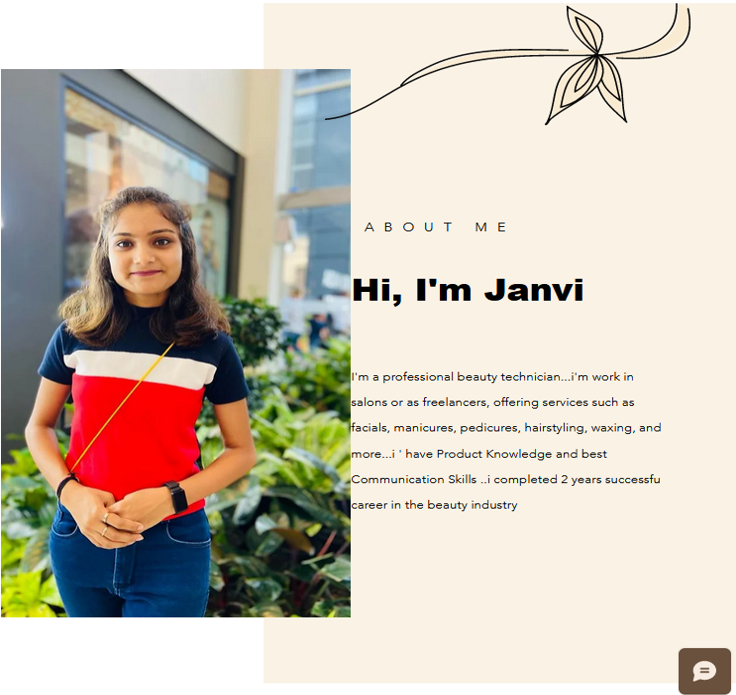 ABOUT ME
Hi, I'm Janvi
I'm a professional beauty technician...i'm work in
salons or as freelancers, offering services such as
facials, manicures, pedicures, hairstyling, waxing, and
more...i ' have Product Knowledge and best
Communication Skills ..i completed 2 years successfu
career in the beauty industry